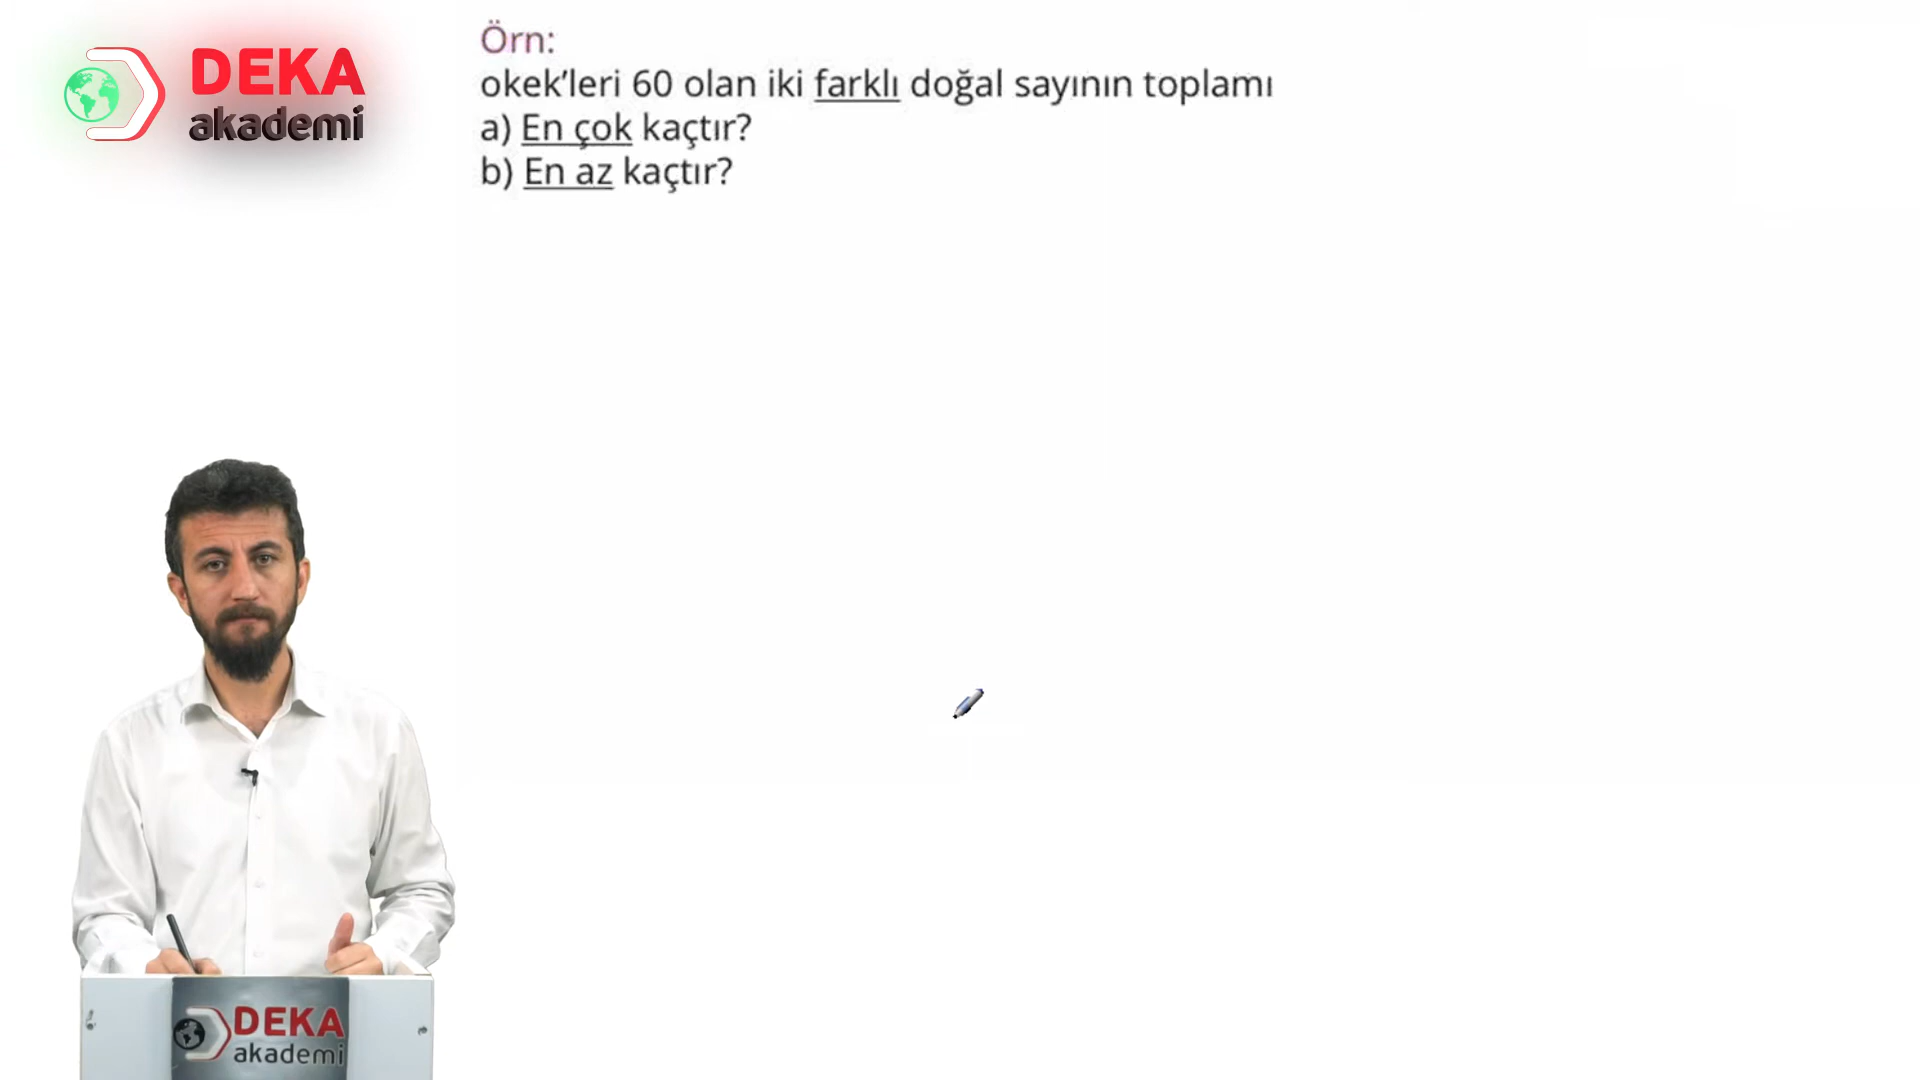 DEKA
akademi
Örn:
okek’leri 60 olan iki farklı doğal sayının toplamı
a) En çok kaçtır?
b) En az kaçtır?
DEKA
akademi